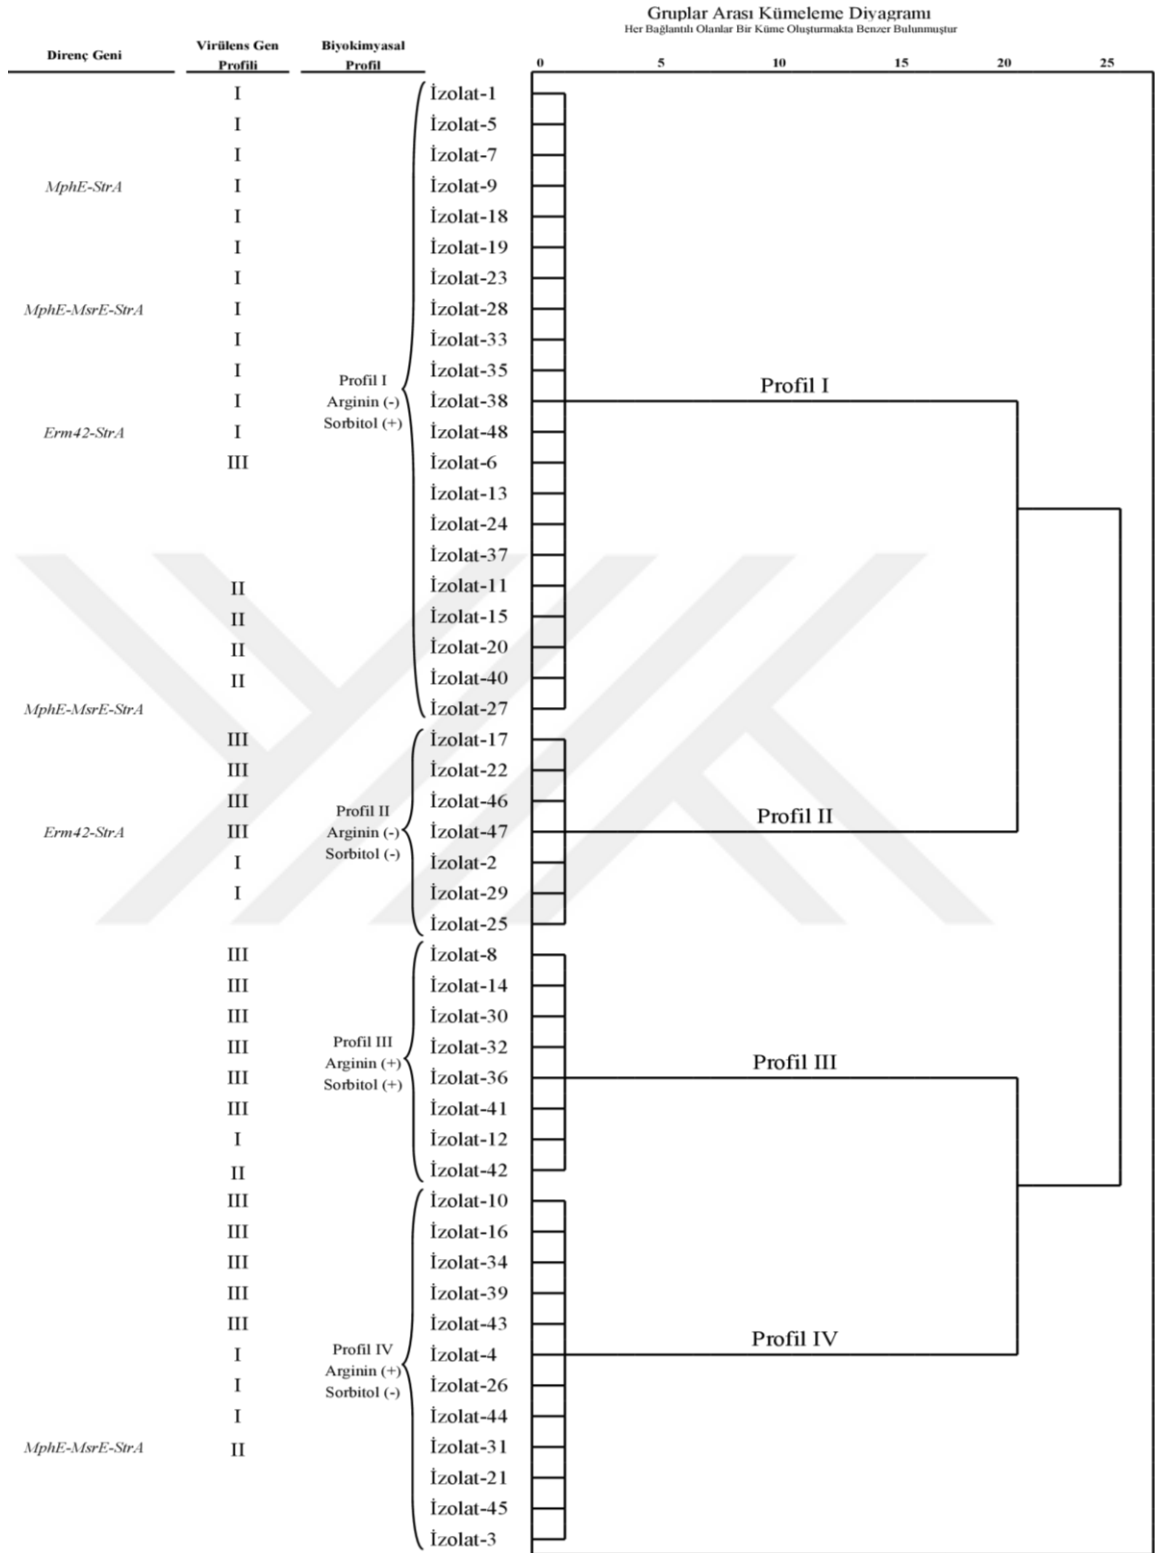 Gruplar Arası Kümeleme Diyagramı
Her Bağlantılı Olanlar Bir Küme Oluşturmakta Benzer Bulunmuştur
Direnç Geni
Virülens Gen
Profili
Biyokimyasal
Profil
0 5 10 15 20 25
I İzolat-1
I İzolat-5
I İzolat-7
MphE-StrA I İzolat-9
I İzolat-18
I İzolat-19
I İzolat-23
MphE-MsrE-StrA I İzolat-28
I İzolat-33
I İzolat-35
Profil I
Arginin (-)
Sorbitol (+)
Profil I
I İzolat-38
Erm42-StrA I İzolat-48
III İzolat-6
İzolat-13
İzolat-24
İzolat-37
II İzolat-11
II İzolat-15
II İzolat-20
II İzolat-40
MphE-MsrE-StrA İzolat-27
III İzolat-17
III İzolat-22
III İzolat-46
Profil II
Arginin (-)
Sorbitol (-)
Profil II
Erm42-StrA III İzolat-47
I İzolat-2
I İzolat-29
İzolat-25
III İzolat-8
III İzolat-14
III İzolat-30
III İzolat-32
Profil III
Arginin (+)
Sorbitol (+)
Profil III
III İzolat-36
III İzolat-41
I İzolat-12
II İzolat-42
III İzolat-10
III İzolat-16
III İzolat-34
III İzolat-39
III İzolat-43
Profil IV
Arginin (+)
Sorbitol (-)
Profil IV
I İzolat-4
I İzolat-26
I İzolat-44
MphE-MsrE-StrA II İzolat-31
İzolat-21
İzolat-45
İzolat-3